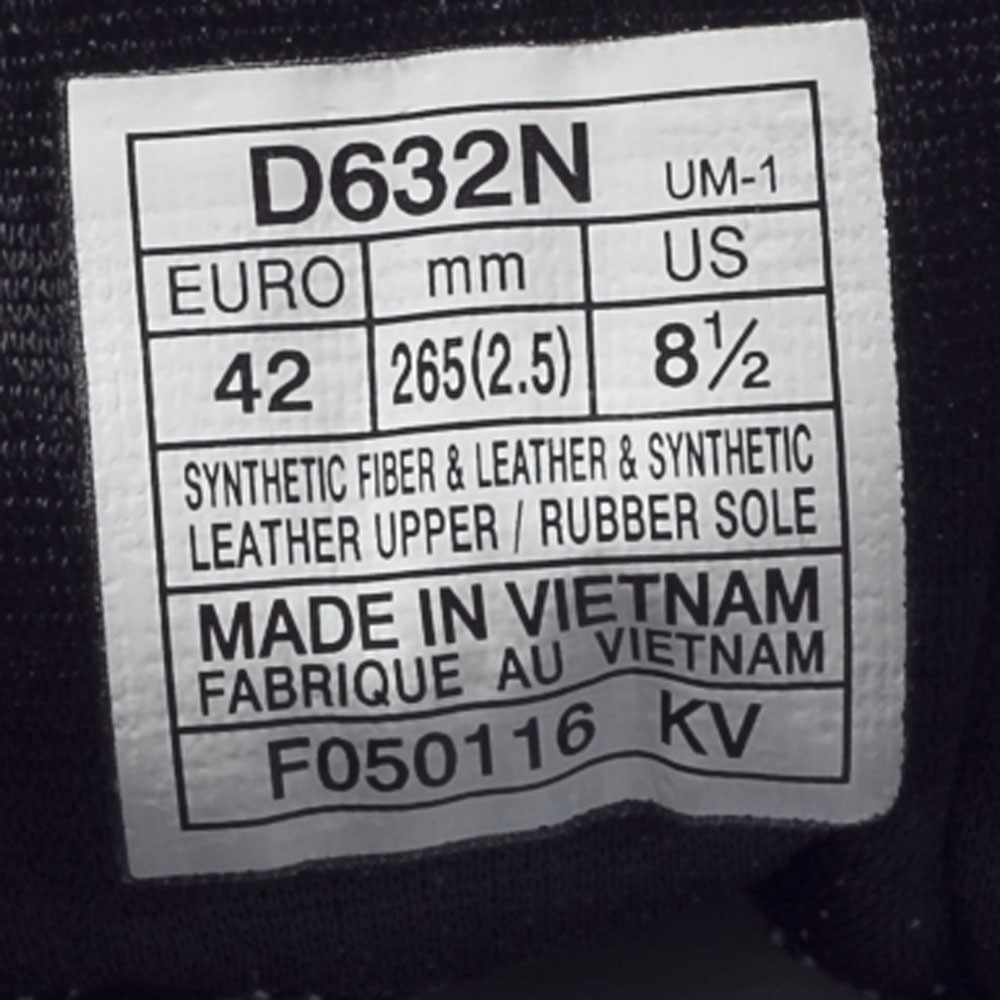 D632N UM-1
EURO mm US
42 265(2.5) 8½
SYNTHETIC FIBER & LEATHER & SYNTHETIC
LEATHER UPPER / RUBBER SOLE
MADE IN VIETNAM
FABRIQUE AU VIETNAM
F050116 KV